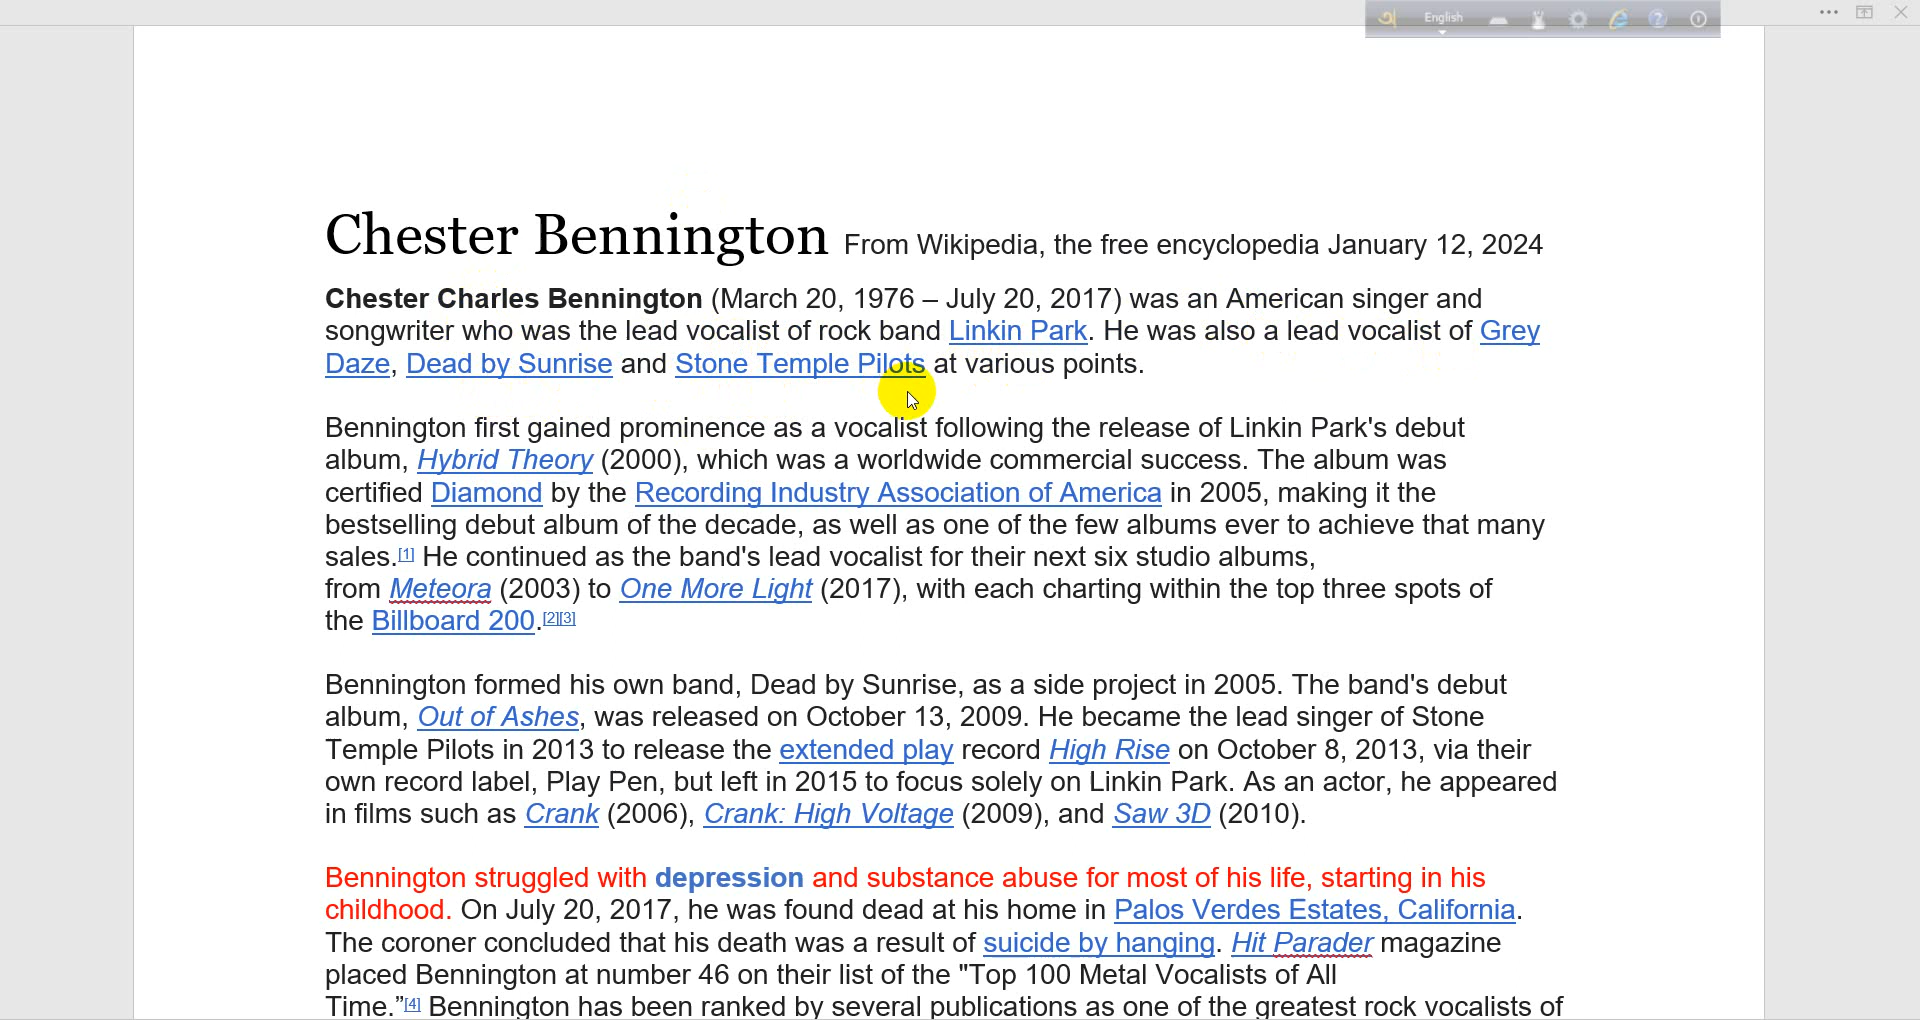 English
Chester Bennington From Wikipedia, the free encyclopedia January 12, 2024
Chester Charles Bennington (March 20, 1976 – July 20, 2017) was an American singer and
songwriter who was the lead vocalist of rock band Linkin Park. He was also a lead vocalist of Grey
Daze, Dead by Sunrise and Stone Temple Pilots at various points.
Bennington first gained prominence as a vocalist following the release of Linkin Park's debut
album, Hybrid Theory (2000), which was a worldwide commercial success. The album was
certified Diamond by the Recording Industry Association of America in 2005, making it the
bestselling debut album of the decade, as well as one of the few albums ever to achieve that many
sales.[1] He continued as the band's lead vocalist for their next six studio albums,
from Meteora (2003) to One More Light (2017), with each charting within the top three spots of
the Billboard 200.[2][3]
Bennington formed his own band, Dead by Sunrise, as a side project in 2005. The band's debut
album, Out of Ashes, was released on October 13, 2009. He became the lead singer of Stone
Temple Pilots in 2013 to release the extended play record High Rise on October 8, 2013, via their
own record label, Play Pen, but left in 2015 to focus solely on Linkin Park. As an actor, he appeared
in films such as Crank (2006), Crank: High Voltage (2009), and Saw 3D (2010).
Bennington struggled with depression and substance abuse for most of his life, starting in his
childhood. On July 20, 2017, he was found dead at his home in Palos Verdes Estates, California.
The coroner concluded that his death was a result of suicide by hanging. Hit Parader magazine
placed Bennington at number 46 on their list of the "Top 100 Metal Vocalists of All
Time.”[4] Bennington has been ranked by several publications as one of the greatest rock vocalists of